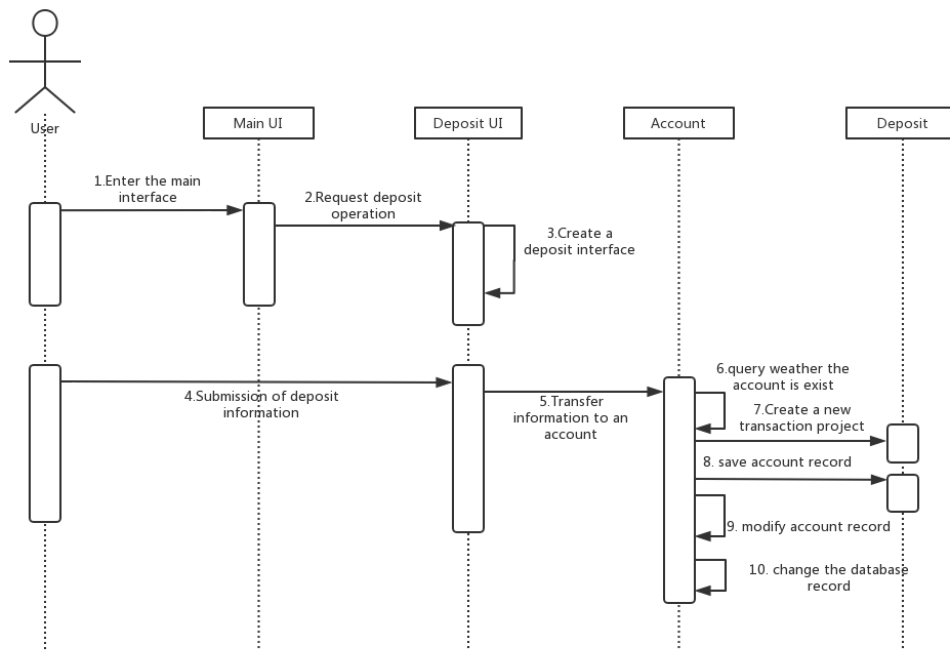 User
Main UI
Deposit UI
Account
Deposit
1.Enter the main
interface
2.Request deposit
operation
3.Create a
deposit interface
4.Submission of deposit
information
5.Transfer
information to an
account
6.query weather the
account is exist
7.Create a new
transaction project
8. save account record
9. modify account record
10. change the database
record